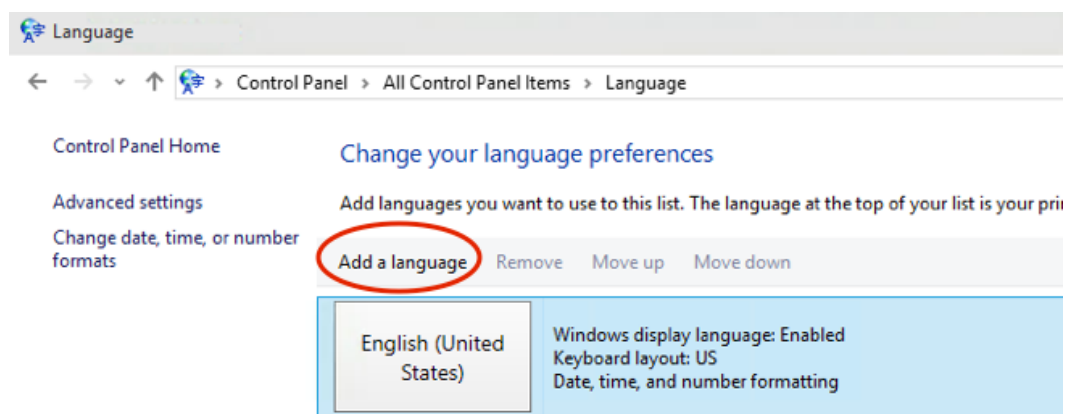 Language
Control Panel > All Control Panel Items > Language
Control Panel Home
Advanced settings
Change date, time, or number
formats
Change your language preferences
Add languages you want to use to this list. The language at the top of your list is your
Add a language Remove Move up Move down
English (United
States)
Windows display language: Enabled
Keyboard layout: US
Date, time, and number formatting